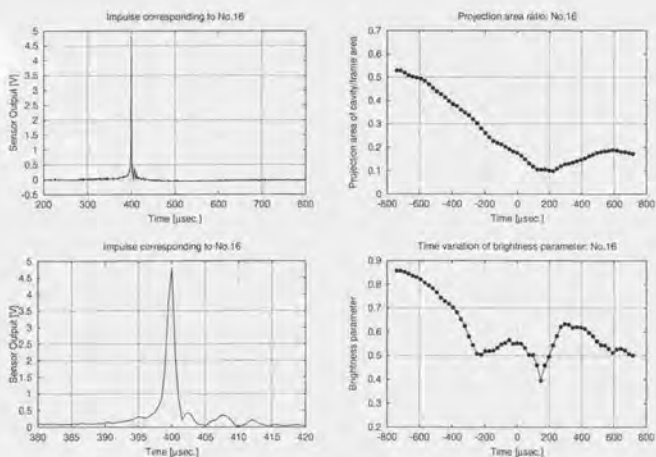 Impulse corresponding to No.16
Sensor Output [V]
5
4.5
4
3.5
3
2.5
2
1.5
1
0.5
0
-0.5
200 300 400 500 600 700 800
Time [μsec.]
Projection area ratio: No.16
Projection area of cavity/frame area
0.7
0.6
0.5
0.4
0.3
0.2
0.1
0
-800 -600 -400 -200 0 200 400 600 800
Time [μsec.]
Impulse corresponding to No.16
Sensor Output [V]
5
4.5
4
3.5
3
2.5
2
1.5
1
0.5
0
380 385 390 395 400 405 410 415 420
Time [μsec.]
Time variation of brightness parameter: No.16
Brightness parameter
0.9
0.8
0.7
0.6
0.5
0.4
0.3
0.2
-800 -600 -400 -200 0 200 400 600 800
Time [μsec.]